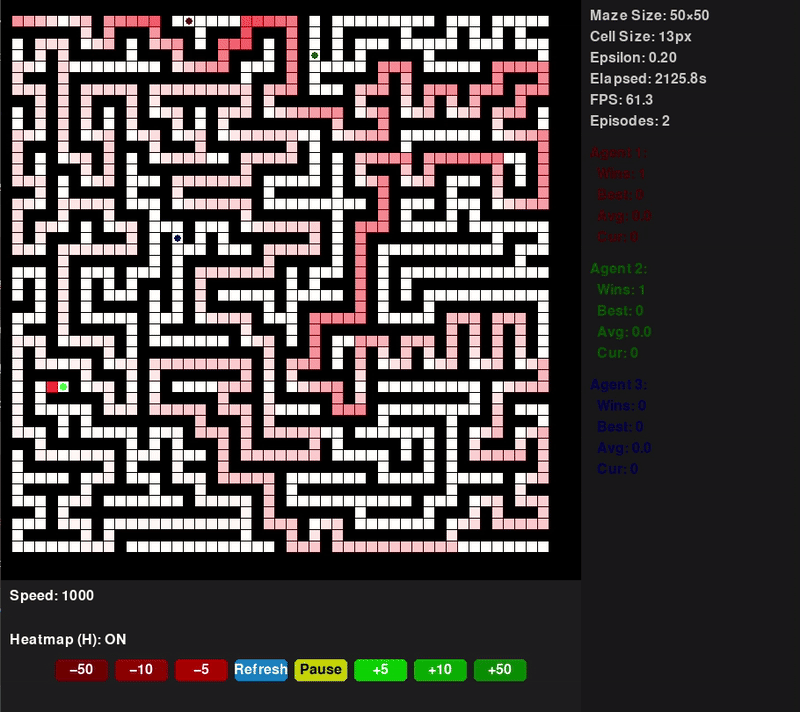 Maze Size: 50×50
Cell Size: 13px
Epsilon: 0.20
Elapsed: 2125.8s
FPS: 61.3
Episodes: 2
Agent 1:
Wins: 1
Best: 0
Avg: 0.0
Cur: 0
Agent 2:
Wins: 1
Best: 0
Avg: 0.0
Cur: 0
Agent 3:
Wins: 0
Best: 0
Avg: 0.0
Cur: 0
Speed: 1000
Heatmap (H): ON
−50 −10 −5 Refresh Pause +5 +10 +50